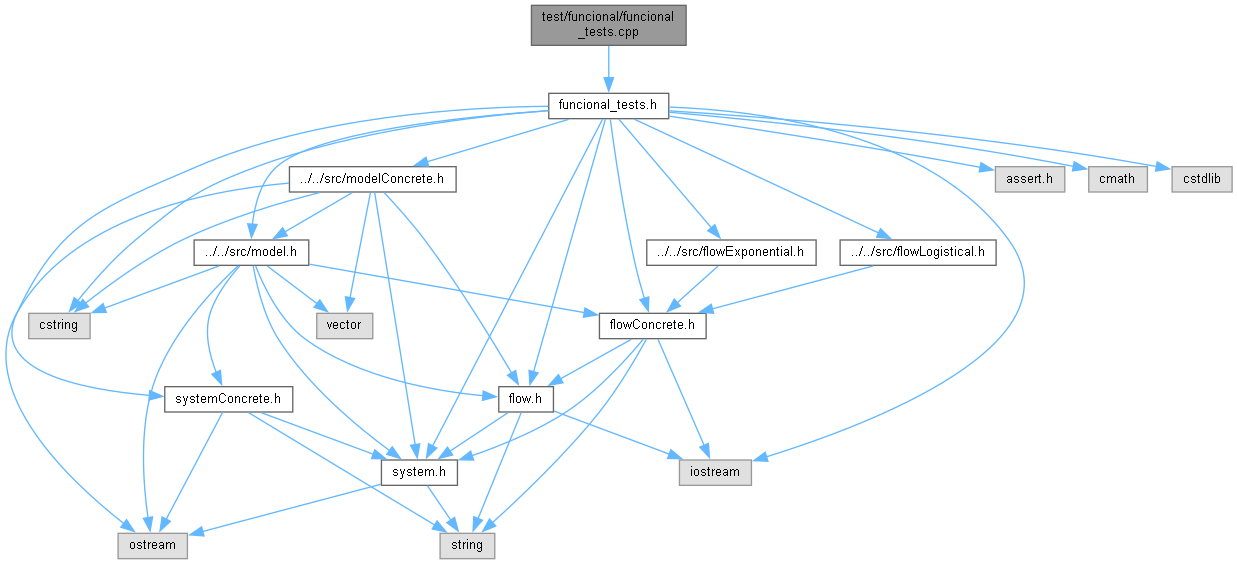 test/funcional/funcional
_tests.cpp
funcional_tests.h
../../src/modelConcrete.h
assert.h
cmath
cstdlib
../../src/model.h
../../src/flowExponential.h
../../src/flowLogistical.h
cstring
vector
flowConcrete.h
systemConcrete.h
flow.h
system.h
iostream
ostream
string